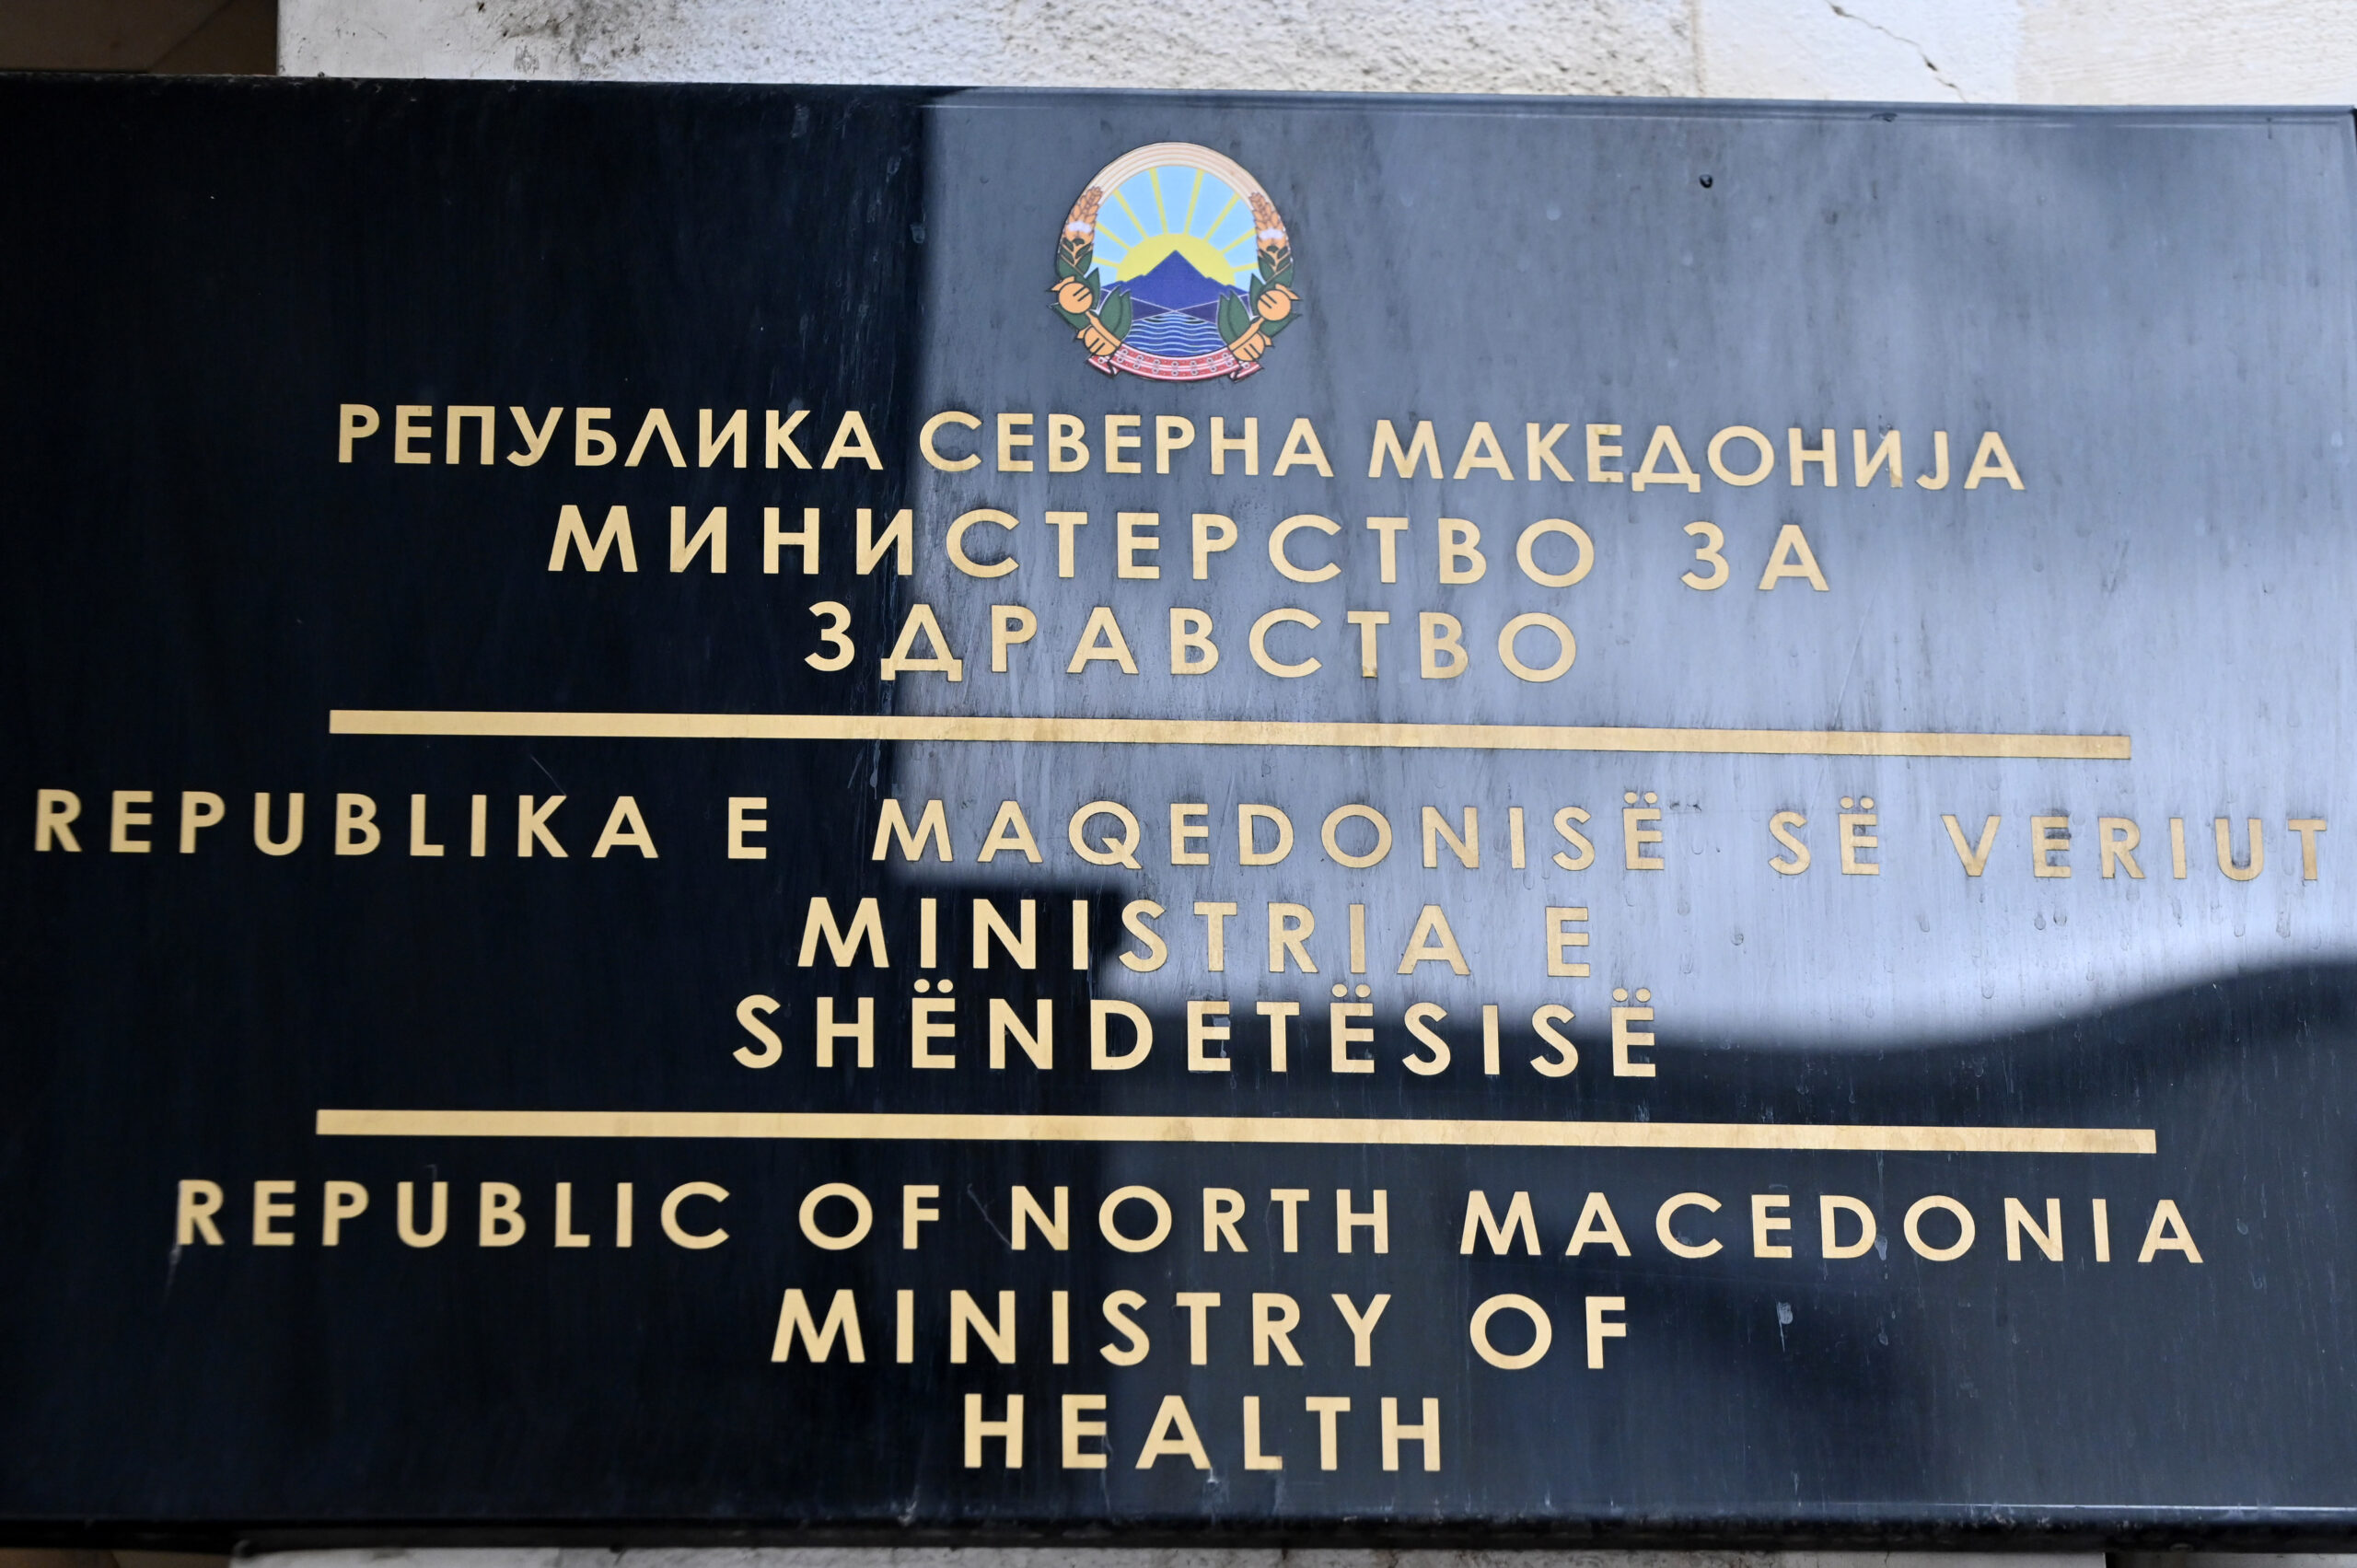 РЕПУБЛИКА СЕВЕРНА МАКЕДОНИЈА
МИНИСТЕРСТВО ЗА
ЗДРАВСТВО
REPUBLIKA E MAQEDONISË SË VERIUT
MINISTRIA E
SHËNDETËSISË
REPUBLIC OF NORTH MACEDONIA
MINISTRY OF
HEALTH